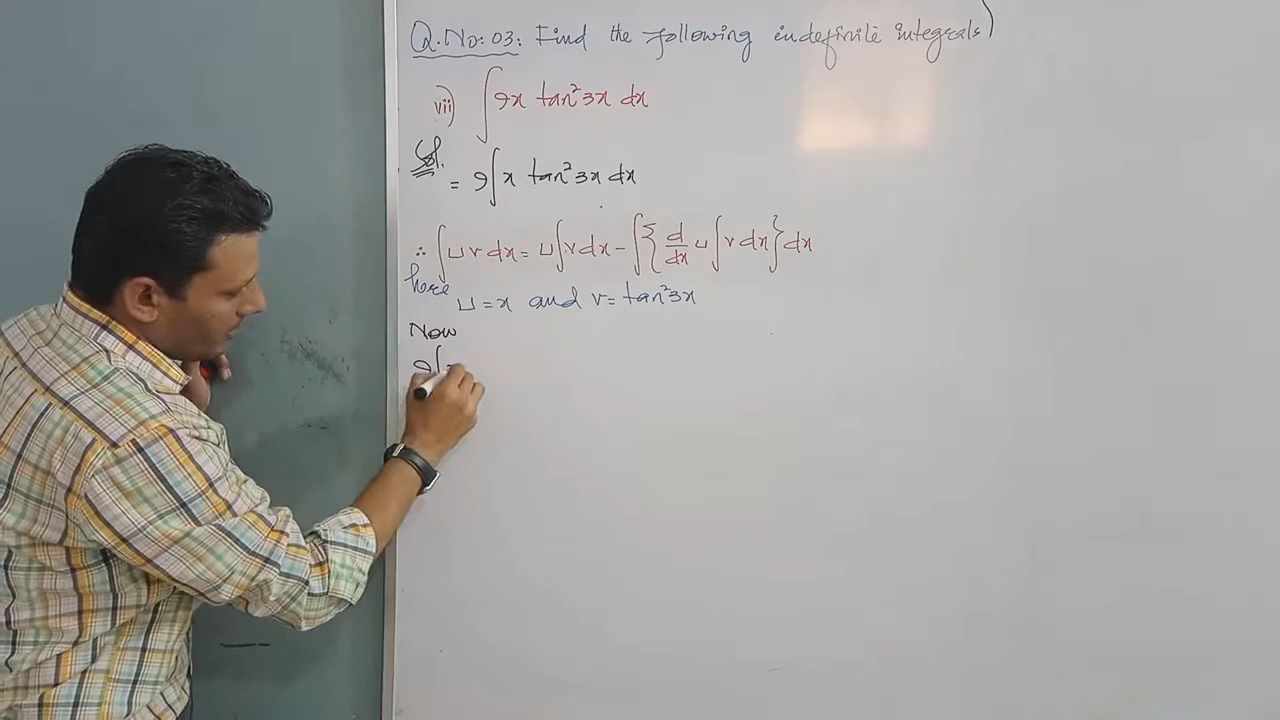 Q.No: 03: Find the following indefinite integrals)
vii) ∫9x tan²3x dx
Sol.
= 9∫x tan²3x dx
∴ ∫u v dx = u∫v dx - ∫{d/dx u∫v dx}dx
here u = x and v = tan²3x
Now
9∫